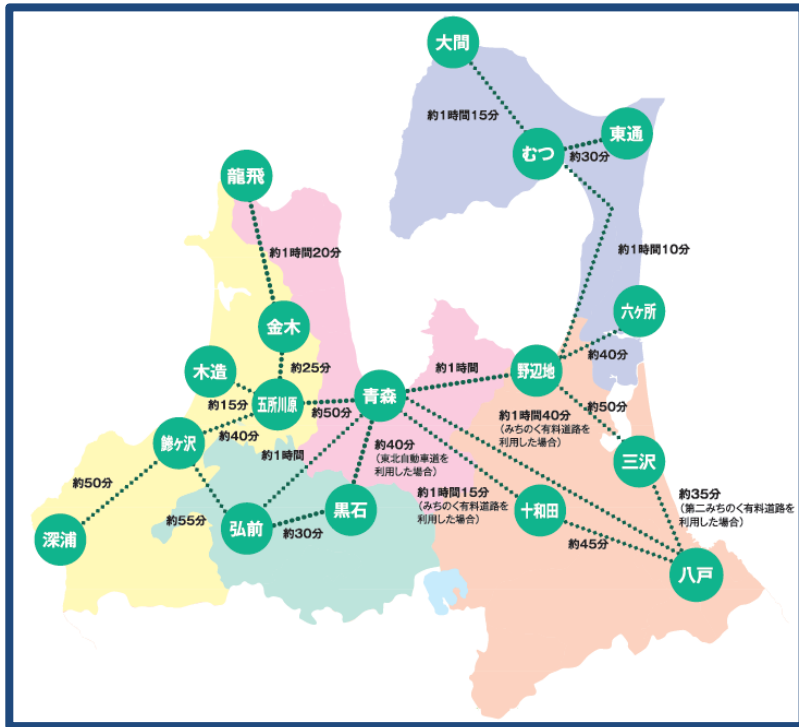 大間
約1時間15分
東通
むつ
約30分
龍飛
約1時間10分
約1時間20分
六ヶ所
金木
約40分
野辺地
約1時間
木造
約25分
青森
五所川原
約15分
約50分
約50分
約1時間40分
（みちのく有料道路を
利用した場合）
約40分
鰺ヶ沢
約1時間
約40分
（東北自動車道を
利用した場合）
三沢
約50分
約1時間15分
（みちのく有料道路を
利用した場合）
約35分
（第二みちのく有料道路を
利用した場合）
黒石
十和田
約55分
弘前
約30分
深浦
約45分
八戸